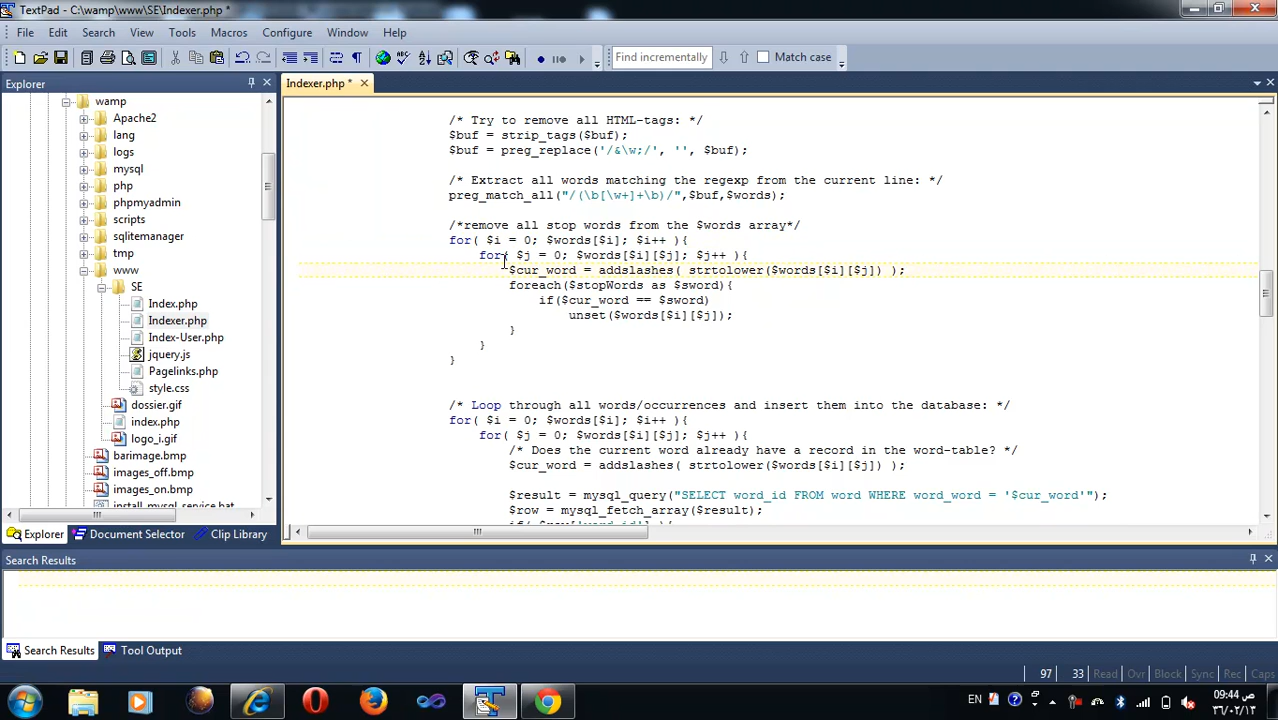 TextPad - C:\wamp\www\SE\Indexer.php *
File Edit Search View Tools Macros Configure Window Help
Find incrementally Match case
Explorer
wamp
Apache2
lang
logs
mysql
php
phpmyadmin
scripts
sqlitemanager
tmp
www
SE
Index.php
Indexer.php
Index-User.php
jquery.js
Pagelinks.php
style.css
dossier.gif
index.php
logo_i.gif
barimage.bmp
images_off.bmp
images_on.bmp
install_mysql_service.bat
Explorer Document Selector Clip Library
Indexer.php *
/* Try to remove all HTML-tags: */
$buf = strip_tags($buf);
$buf = preg_replace('/&\w;/', '', $buf);
/* Extract all words matching the regexp from the current line: */
preg_match_all("/(\b[\w+]+\b)/",$buf,$words);
/*remove all stop words from the $words array*/
for( $i = 0; $words[$i]; $i++ ){
for( $j = 0; $words[$i][$j]; $j++ ){
$cur_word = addslashes( strtolower($words[$i][$j]) );
foreach($stopWords as $sword){
if($cur_word == $sword)
unset($words[$i][$j]);
}
}
}
/* Loop through all words/occurrences and insert them into the database: */
for( $i = 0; $words[$i]; $i++ ){
for( $j = 0; $words[$i][$j]; $j++ ){
/* Does the current word already have a record in the word-table? */
$cur_word = addslashes( strtolower($words[$i][$j]) );
$result = mysql_query("SELECT word_id FROM word WHERE word_word = '$cur_word'");
$row = mysql_fetch_array($result);
if( $row['word_id'] ){
Search Results
Search Results Tool Output
97 33 Read Ovr Block Sync Rec Caps
EN
09:44 ص
٣٦/٠٢/١٣